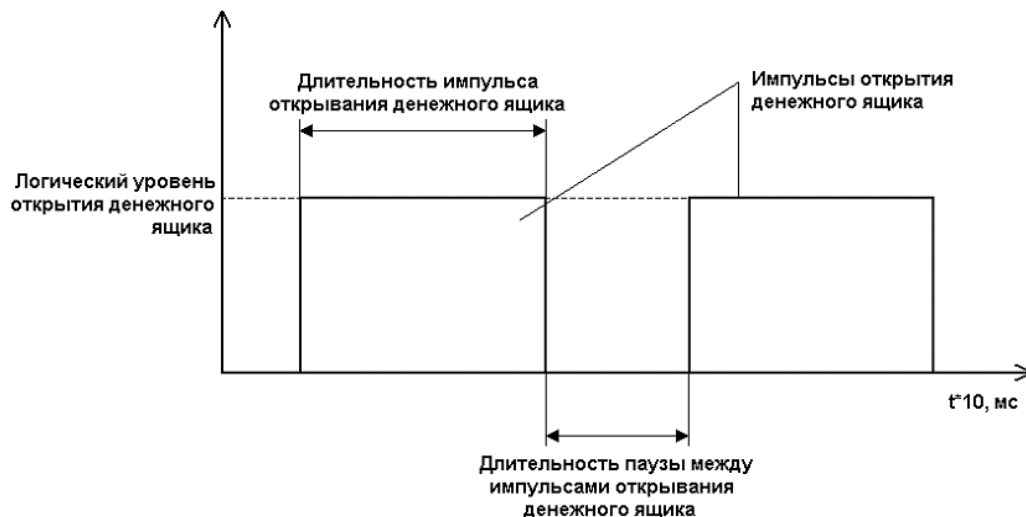 Длительность импульса
открывания денежного ящика
Импульсы открытия
денежного ящика
Логический уровень
открытия денежного
ящика
t*10, мс
Длительность паузы между
импульсами открывания
денежного ящика